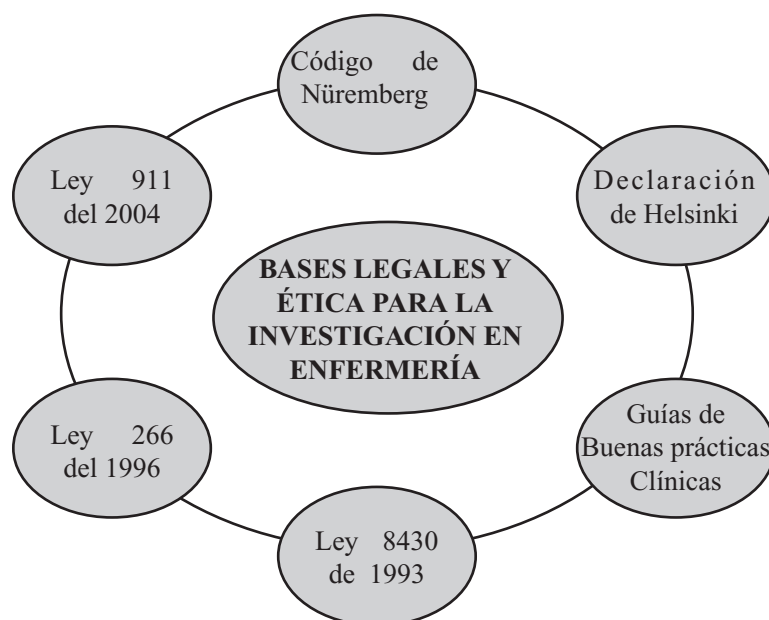 Código de
Nüremberg
Declaración
de Helsinki
Guías de
Buenas prácticas
Clínicas
Ley 8430
de 1993
Ley 266
del 1996
Ley 911
del 2004
BASES LEGALES Y
ÉTICA PARA LA
INVESTIGACIÓN EN
ENFERMERÍA